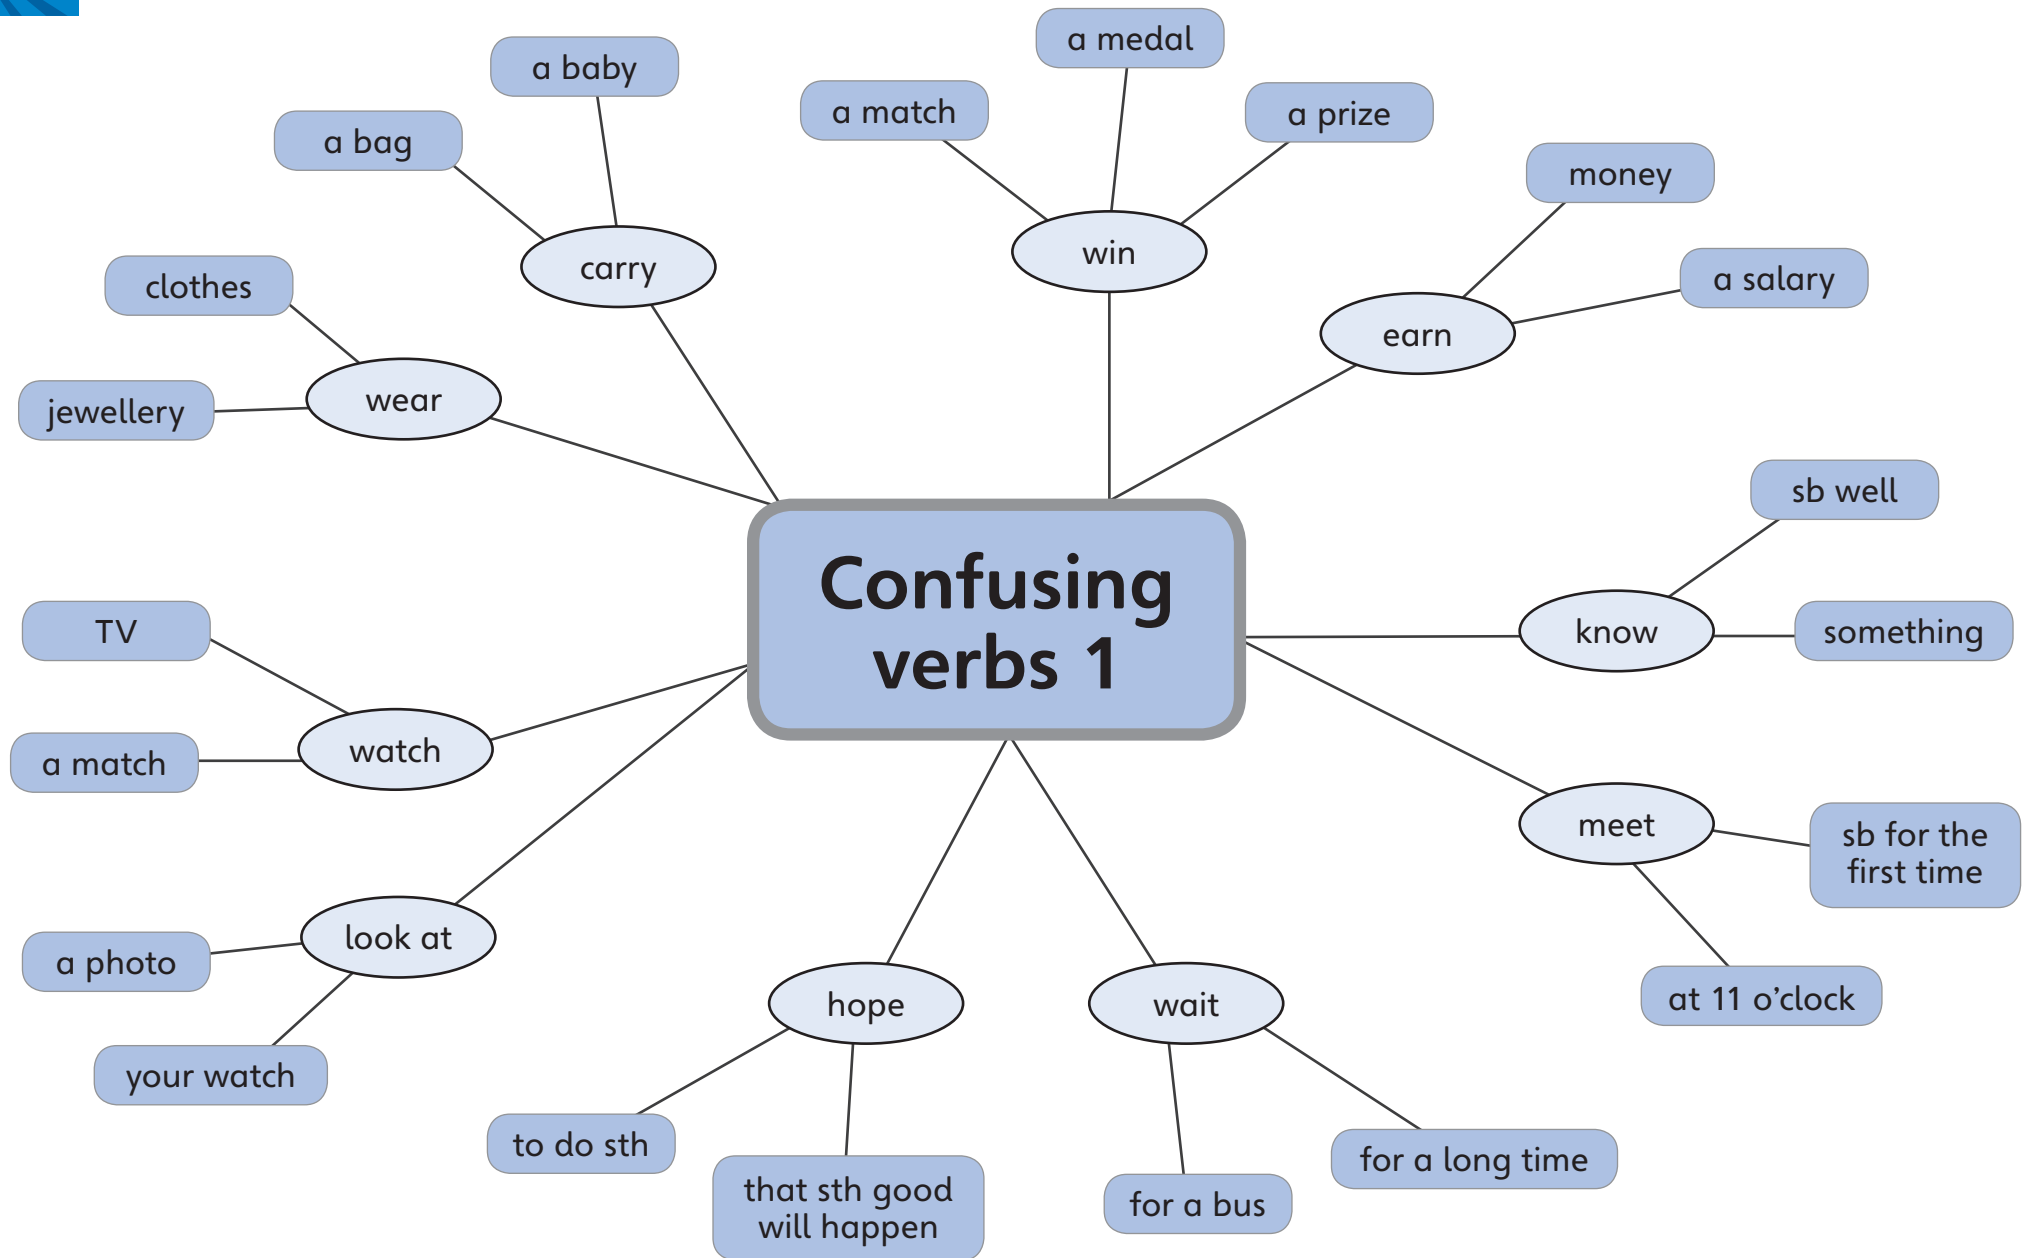 a medal
a baby
a match
a prize
a bag
money
carry
win
clothes
a salary
earn
wear
jewellery
sb well
Confusing
verbs 1
TV
know
something
watch
a match
meet
sb for the
first time
look at
a photo
at 11 o’clock
hope
wait
your watch
to do sth
for a long time
that sth good
will happen
for a bus